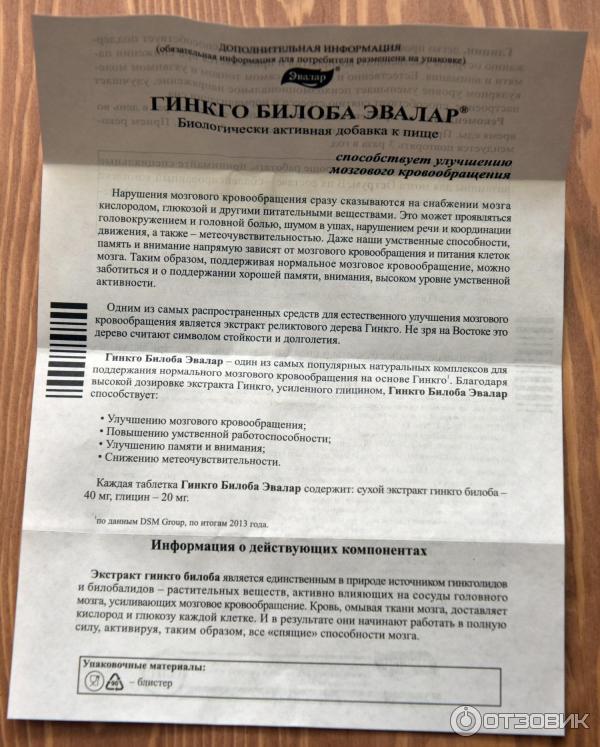 ДОПОЛНИТЕЛЬНАЯ ИНФОРМАЦИЯ
(обязательная информация для потребителя размещена на упаковке)
Эвалар®
ГИНКГО БИЛОБА ЭВАЛАР®
Биологически активная добавка к пище
способствует улучшению
мозгового кровообращения
Нарушения мозгового кровообращения сразу сказываются на снабжении мозга
кислородом, глюкозой и другими питательными веществами. Это может проявляться
головокружением и головной болью, шумом в ушах, нарушением речи и координации
движения, а также – метеочувствительностью. Даже наши умственные способности,
память и внимание напрямую зависят от мозгового кровообращения и питания клеток
мозга. Таким образом, поддерживая нормальное мозговое кровообращение, можно
заботиться и о поддержании хорошей памяти, внимания, высоком уровне умственной
активности.
Одним из самых распространенных средств для естественного улучшения мозгового
кровообращения является экстракт реликтового дерева Гинкго. Не зря на Востоке это
дерево считают символом стойкости и долголетия.
Гинкго Билоба Эвалар – один из самых популярных натуральных комплексов для
поддержания нормального мозгового кровообращения на основе Гинкго¹. Благодаря
высокой дозировке экстракта Гинкго, усиленного глицином, Гинкго Билоба Эвалар
способствует:
• Улучшению мозгового кровообращения;
• Повышению умственной работоспособности;
• Улучшению памяти и внимания;
• Снижению метеочувствительности.
Каждая таблетка Гинкго Билоба Эвалар содержит: сухой экстракт гинкго билоба –
40 мг, глицин – 20 мг.
¹по данным DSM Group, по итогам 2013 года.
Информация о действующих компонентах
Экстракт гинкго билоба является единственным в природе источником гинкголидов
и билобалидов – растительных веществ, активно влияющих на сосуды головного
мозга, усиливающих мозговое кровообращение. Кровь, омывая ткани мозга, доставляет
кислород и глюкозу каждой клетке. И в результате они начинают работать в полную
силу, активируя, таким образом, все «спящие» способности мозга.
Упаковочные материалы:
90 – блистер
ОТЗОВИК